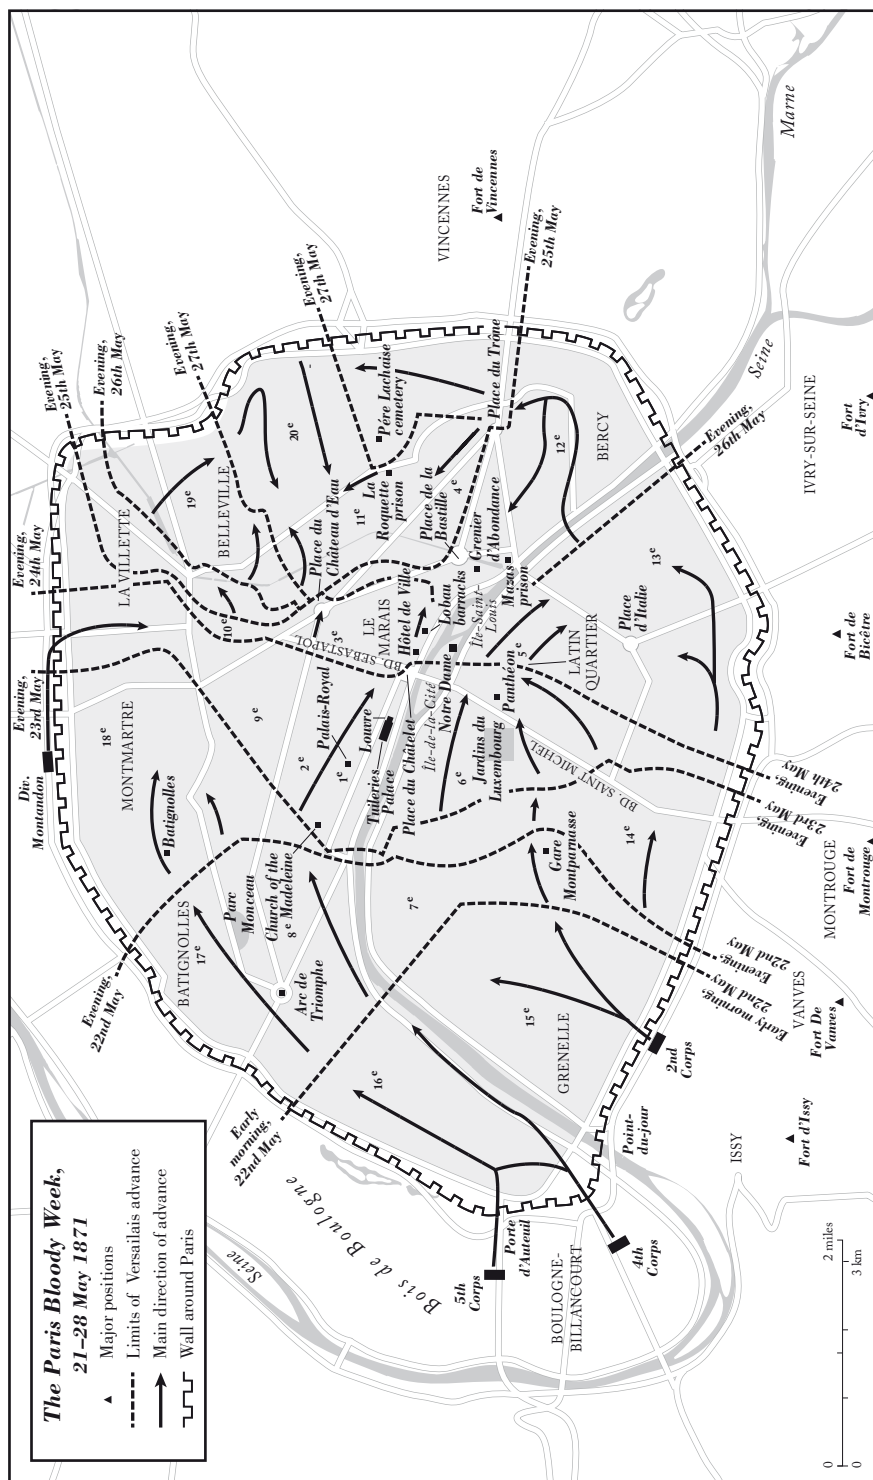 The Paris Bloody Week,
21–28 May 1871
Major positions
Limits of Versailais advance
Main direction of advance
Wall around Paris
Seine
Bois de Boulogne
5th
Corps
Porte
d'Auteuil
BOULOGNE-
BILLANCOURT
4th
Corps
Point-
du-jour
ISSY
Fort d'Issy
2nd
Corps
VANVES
Fort De
Vanves
MONTROUGE
Fort de
Montrouge
Early
morning,
22nd May
Evening,
22nd May
Early morning,
22nd May
Evening,
22nd May
Evening,
23rd May
Evening,
24th May
16e
15e
GRENELLE
Arc de
Triomphe
BATIGNOLLES
17e
Parc
Monceau
Church of the
Madeleine
8e
7e
Batignolles
Gare
Montparnasse
14e
Div.
Montandon
MONTMARTRE
18e
9e
2e
1e
Palais-Royal
Louvre
Tuileries
Palace
Place du Châtelet
Île-de-la-Cité
Notre Dame
6e
Jardins du
Luxembourg
BD. SAINT MICHEL
Panthéon
5e
LATIN
QUARTIER
Place
d'Italie
13e
Evening,
23rd May
Evening,
24th May
Evening,
25th May
Evening,
26th May
Evening,
27th May
Evening,
27th May
LA VILLETTE
10e
BD. SEBASTAPOL
3e
LE
MARAIS
Hôtel de Ville
Lobau
barracks
Île-Saint-
Louis
Mazas
prison
Grenier
d'Abondance
Place de la
Bastille
4e
Place du
Château d'Eau
11e
La
Roquette
prison
19e
BELLEVILLE
20e
Pére Lachaise
cemetery
Place du Trône
12e
BERCY
Evening,
25th May
Evening,
26th May
VINCENNES
Fort de
Vincennes
Marne
Seine
IVRY-SUR-SEINE
Fort
d'Ivry
Fort de
Bicêtre
0
2 miles
0
3 km